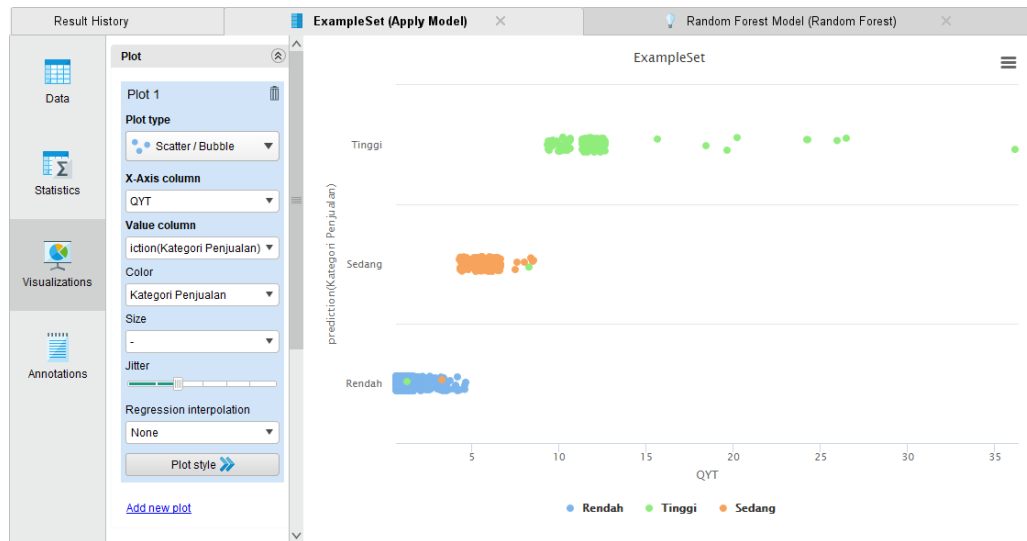 Result History
ExampleSet (Apply Model)
Random Forest Model (Random Forest)
Data
Statistics
Visualizations
Annotations
Plot
Plot 1
Plot type
Scatter / Bubble
X-Axis column
QYT
Value column
iction(Kategori Penjualan)
Color
Kategori Penjualan
Size
-
Jitter
Regression interpolation
None
Plot style
Add new plot
ExampleSet
prediction(Kategori Penjualan)
Tinggi
Sedang
Rendah
5 10 15 20 25 30 35
QYT
Rendah Tinggi Sedang